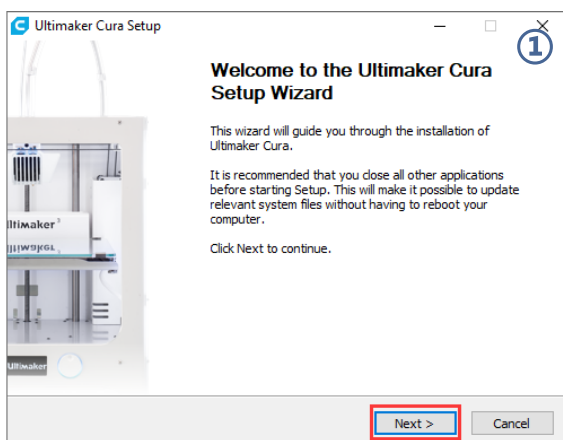 Ultimaker Cura Setup
①
Welcome to the Ultimaker Cura
Setup Wizard
This wizard will guide you through the installation of
Ultimaker Cura.
It is recommended that you close all other applications
before starting Setup. This will make it possible to update
relevant system files without having to reboot your
computer.
Click Next to continue.
Ultimaker³
Ultimaker
Next >
Cancel